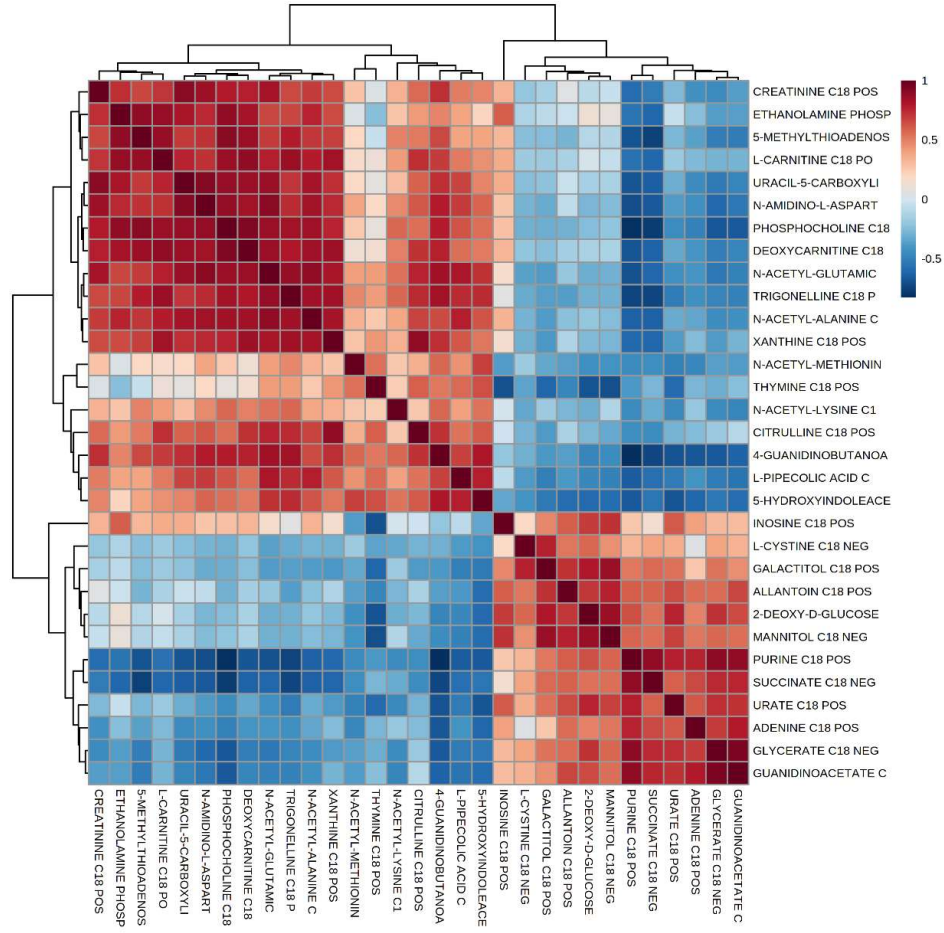 CREATININE C18 POS
ETHANOLAMINE PHOSP
5-METHYLTHIOADENOS
L-CARNITINE C18 PO
URACIL-5-CARBOXYLI
N-AMIDINO-L-ASPART
PHOSPHOCHOLINE C18
DEOXYCARNITINE C18
N-ACETYL-GLUTAMIC
TRIGONELLINE C18 P
N-ACETYL-ALANINE C
XANTHINE C18 POS
N-ACETYL-METHIONIN
THYMINE C18 POS
N-ACETYL-LYSINE C1
CITRULLINE C18 POS
4-GUANIDINOBUTANOA
L-PIPECOLIC ACID C
5-HYDROXYINDOLEACE
INOSINE C18 POS
L-CYSTINE C18 NEG
GALACTITOL C18 POS
ALLANTOIN C18 POS
2-DEOXY-D-GLUCOSE
MANNITOL C18 NEG
PURINE C18 POS
SUCCINATE C18 NEG
URATE C18 POS
ADENINE C18 POS
GLYCERATE C18 NEG
GUANIDINOACETATE C
1
0.5
0
-0.5
CREATININE C18 POS
ETHANOLAMINE PHOSP
5-METHYLTHIOADENOS
L-CARNITINE C18 PO
URACIL-5-CARBOXYLI
N-AMIDINO-L-ASPART
PHOSPHOCHOLINE C18
DEOXYCARNITINE C18
N-ACETYL-GLUTAMIC
TRIGONELLINE C18 P
N-ACETYL-ALANINE C
XANTHINE C18 POS
N-ACETYL-METHIONIN
THYMINE C18 POS
N-ACETYL-LYSINE C1
CITRULLINE C18 POS
4-GUANIDINOBUTANOA
L-PIPECOLIC ACID C
5-HYDROXYINDOLEACE
INOSINE C18 POS
L-CYSTINE C18 NEG
GALACTITOL C18 POS
ALLANTOIN C18 POS
2-DEOXY-D-GLUCOSE
MANNITOL C18 NEG
PURINE C18 POS
SUCCINATE C18 NEG
URATE C18 POS
ADENINE C18 POS
GLYCERATE C18 NEG
GUANIDINOACETATE C